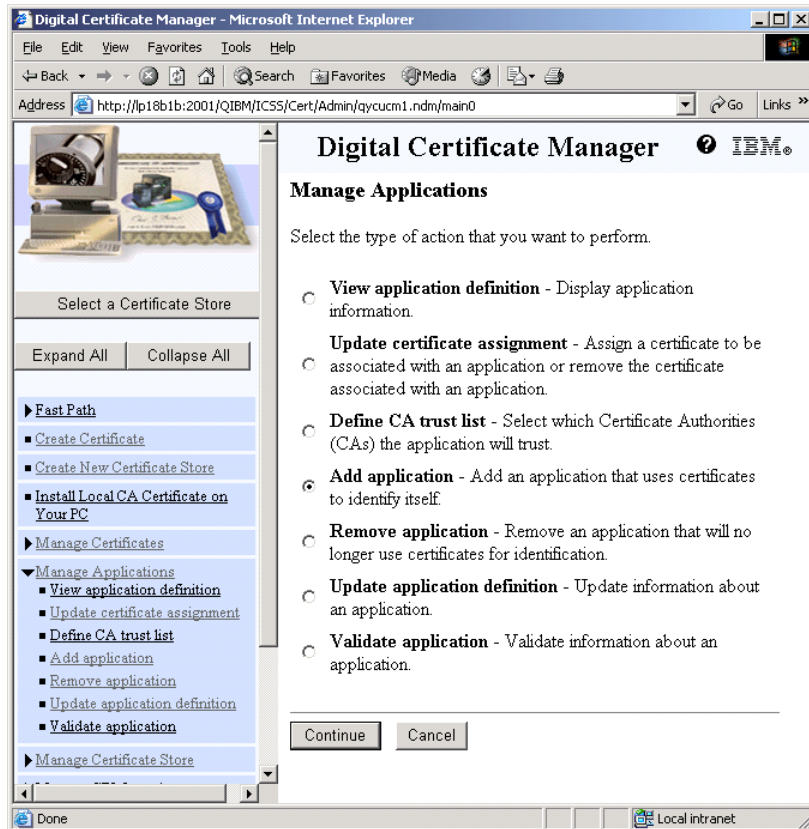 Digital Certificate Manager - Microsoft Internet Explorer
File Edit View Favorites Tools Help
Back Search Favorites Media
Address http://lp18b1b:2001/QIBM/ICSS/Cert/Admin/qycucm1.ndm/main0 Go Links »
Select a Certificate Store
Expand All Collapse All
Fast Path
Create Certificate
Create New Certificate Store
Install Local CA Certificate on
Your PC
Manage Certificates
Manage Applications
View application definition
Update certificate assignment
Define CA trust list
Add application
Remove application
Update application definition
Validate application
Manage Certificate Store
Digital Certificate Manager ? IBM®
Manage Applications
Select the type of action that you want to perform.
View application definition - Display application
information.
Update certificate assignment - Assign a certificate to be
associated with an application or remove the certificate
associated with an application.
Define CA trust list - Select which Certificate Authorities
(CAs) the application will trust.
Add application - Add an application that uses certificates
to identify itself.
Remove application - Remove an application that will no
longer use certificates for identification.
Update application definition - Update information about
an application.
Validate application - Validate information about an
application.
Continue Cancel
Done Local intranet